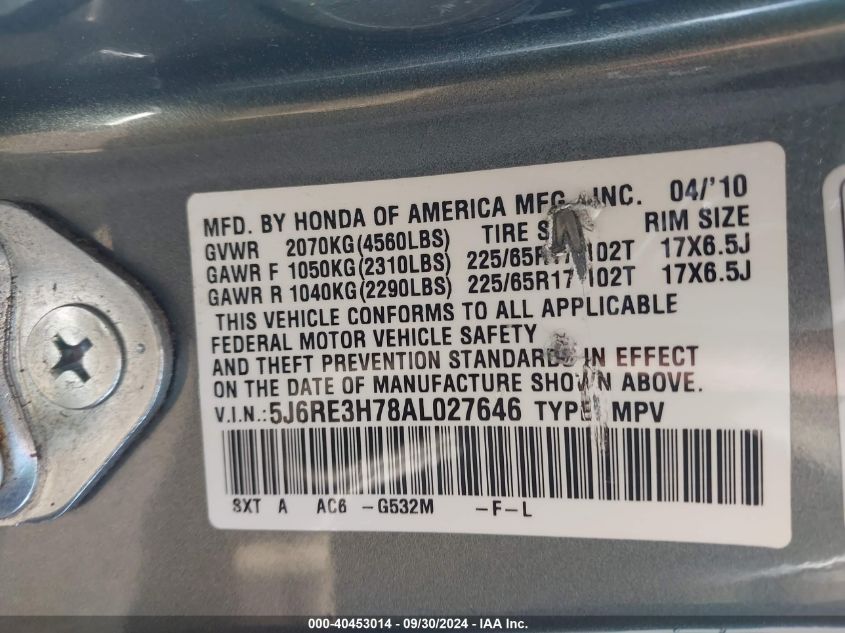 MFD. BY HONDA OF AMERICA MFG., INC. 04/'10
GVWR 2070KG(4560LBS) TIRE RIM SIZE
GAWR F 1050KG(2310LBS) 102T 17X6.5J
GAWR R 1040KG(2290LBS) 225/65R17 102T 17X6.5J
THIS VEHICLE CONFORMS TO ALL APPLICABLE
FEDERAL MOTOR VEHICLE SAFETY
AND THEFT PREVENTION STANDARDS IN EFFECT
ON THE DATE OF MANUFACTURE SHOWN ABOVE.
V.I.N.: 5J6RE3H78AL027646 TYPE: MPV
SXT A AC6 -G532M -F-L
000-40453014 - 09/30/2024 - IAA Inc.